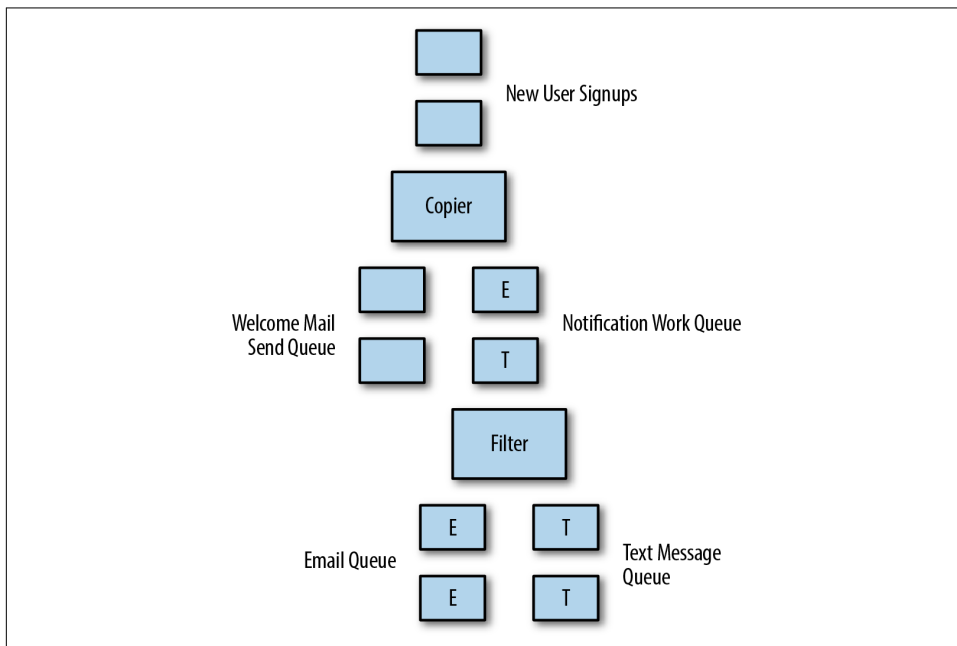 New User Signups
Copier
E
Welcome Mail
Send Queue
Notification Work Queue
T
Filter
E
T
Email Queue
Text Message
Queue
E
T